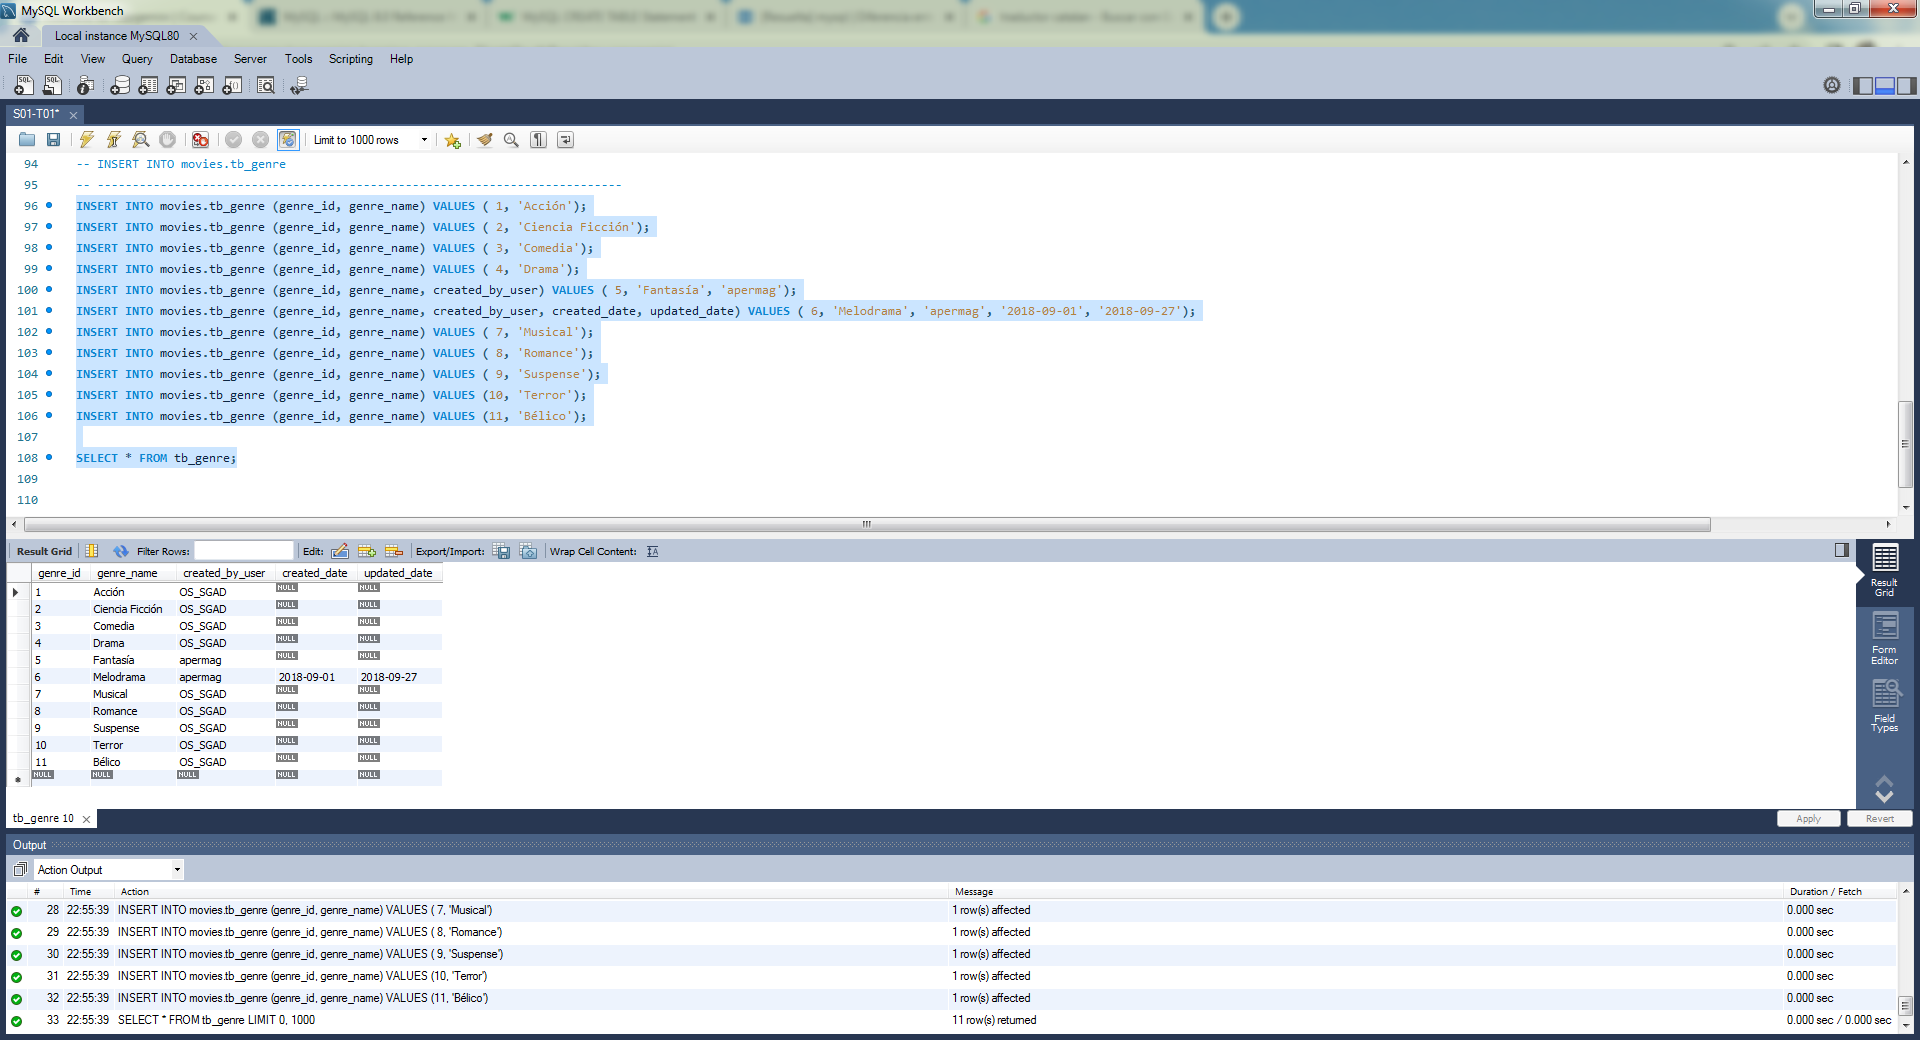 MySQL Workbench
Local instance MySQL80
File Edit View Query Database Server Tools Scripting Help
S01-T01*
Limit to 1000 rows
94 -- INSERT INTO movies.tb_genre
95 -- ---------------------------------------------------------------------------
96 INSERT INTO movies.tb_genre (genre_id, genre_name) VALUES ( 1, 'Acción');
97 INSERT INTO movies.tb_genre (genre_id, genre_name) VALUES ( 2, 'Ciencia Ficción');
98 INSERT INTO movies.tb_genre (genre_id, genre_name) VALUES ( 3, 'Comedia');
99 INSERT INTO movies.tb_genre (genre_id, genre_name) VALUES ( 4, 'Drama');
100 INSERT INTO movies.tb_genre (genre_id, genre_name, created_by_user) VALUES ( 5, 'Fantasía', 'apermag');
101 INSERT INTO movies.tb_genre (genre_id, genre_name, created_by_user, created_date, updated_date) VALUES ( 6, 'Melodrama', 'apermag', '2018-09-01', '2018-09-27');
102 INSERT INTO movies.tb_genre (genre_id, genre_name) VALUES ( 7, 'Musical');
103 INSERT INTO movies.tb_genre (genre_id, genre_name) VALUES ( 8, 'Romance');
104 INSERT INTO movies.tb_genre (genre_id, genre_name) VALUES ( 9, 'Suspense');
105 INSERT INTO movies.tb_genre (genre_id, genre_name) VALUES (10, 'Terror');
106 INSERT INTO movies.tb_genre (genre_id, genre_name) VALUES (11, 'Bélico');
107
108 SELECT * FROM tb_genre;
109
110
Result Grid Filter Rows: Edit: Export/Import: Wrap Cell Content:
genre_id genre_name created_by_user created_date updated_date
1 Acción OS_SGAD NULL NULL
2 Ciencia Ficción OS_SGAD NULL NULL
3 Comedia OS_SGAD NULL NULL
4 Drama OS_SGAD NULL NULL
5 Fantasía apermag NULL NULL
6 Melodrama apermag 2018-09-01 2018-09-27
7 Musical OS_SGAD NULL NULL
8 Romance OS_SGAD NULL NULL
9 Suspense OS_SGAD NULL NULL
10 Terror OS_SGAD NULL NULL
11 Bélico OS_SGAD NULL NULL
NULL NULL NULL NULL NULL
Result
Grid
Form
Editor
Field
Types
tb_genre 10
Apply Revert
Output
Action Output
# Time Action Message Duration / Fetch
28 22:55:39 INSERT INTO movies.tb_genre (genre_id, genre_name) VALUES ( 7, 'Musical') 1 row(s) affected 0.000 sec
29 22:55:39 INSERT INTO movies.tb_genre (genre_id, genre_name) VALUES ( 8, 'Romance') 1 row(s) affected 0.000 sec
30 22:55:39 INSERT INTO movies.tb_genre (genre_id, genre_name) VALUES ( 9, 'Suspense') 1 row(s) affected 0.000 sec
31 22:55:39 INSERT INTO movies.tb_genre (genre_id, genre_name) VALUES (10, 'Terror') 1 row(s) affected 0.000 sec
32 22:55:39 INSERT INTO movies.tb_genre (genre_id, genre_name) VALUES (11, 'Bélico') 1 row(s) affected 0.000 sec
33 22:55:39 SELECT * FROM tb_genre LIMIT 0, 1000 11 row(s) returned 0.000 sec / 0.000 sec